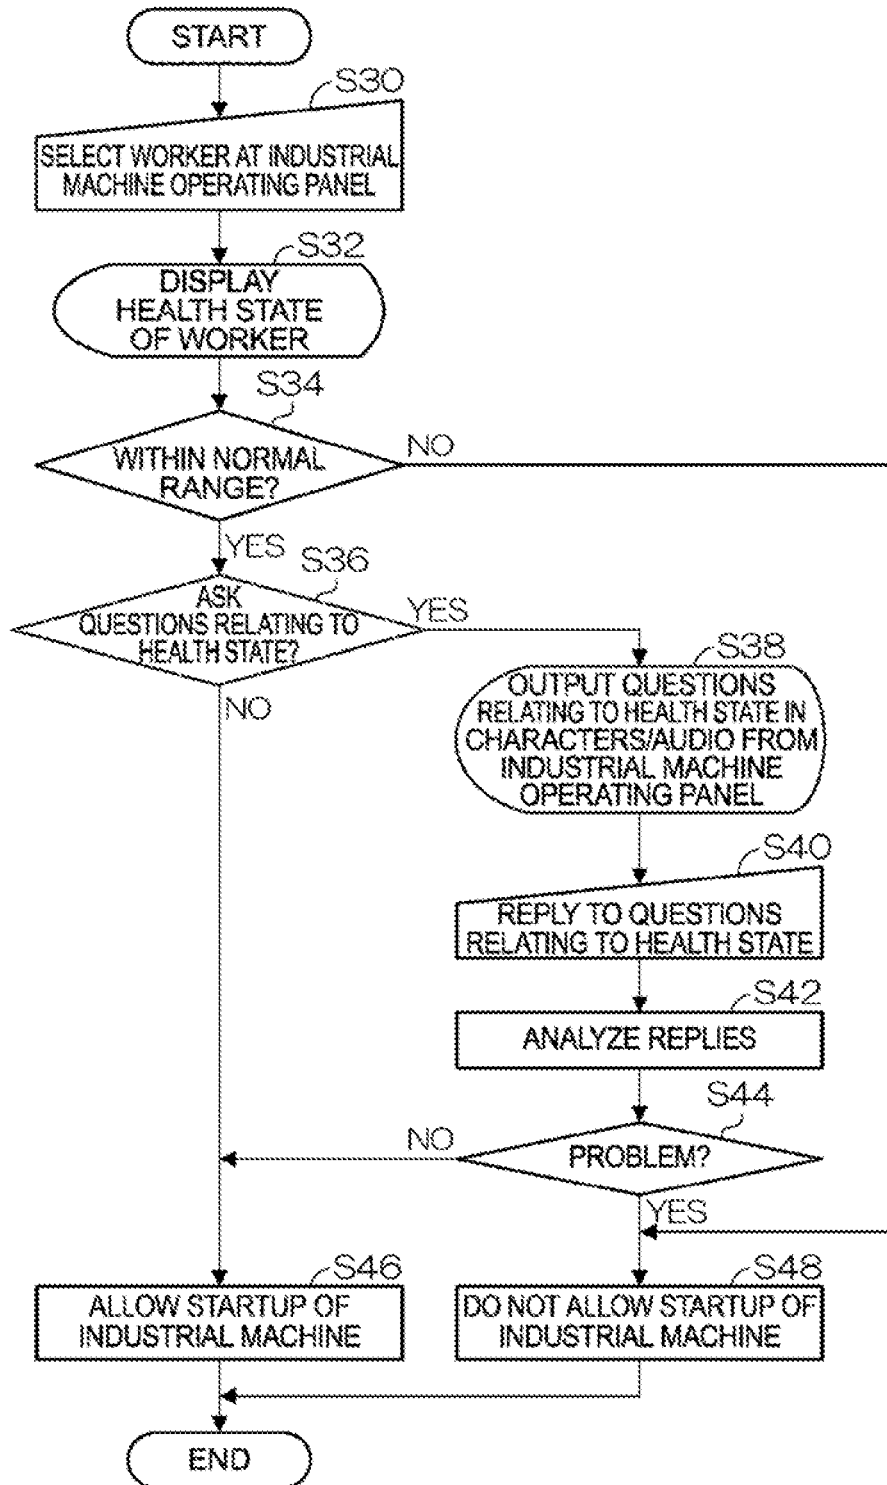 START
S30
SELECT WORKER AT INDUSTRIAL
MACHINE OPERATING PANEL
S32
DISPLAY
HEALTH STATE
OF WORKER
S34
WITHIN NORMAL
RANGE?
NO
YES
S36
ASK
QUESTIONS RELATING TO
HEALTH STATE?
YES
NO
S38
OUTPUT QUESTIONS
RELATING TO HEALTH STATE IN
CHARACTERS/AUDIO FROM
INDUSTRIAL MACHINE
OPERATING PANEL
S40
REPLY TO QUESTIONS
RELATING TO HEALTH STATE
S42
ANALYZE REPLIES
S44
PROBLEM?
NO
YES
S46
ALLOW STARTUP OF
INDUSTRIAL MACHINE
S48
DO NOT ALLOW STARTUP OF
INDUSTRIAL MACHINE
END